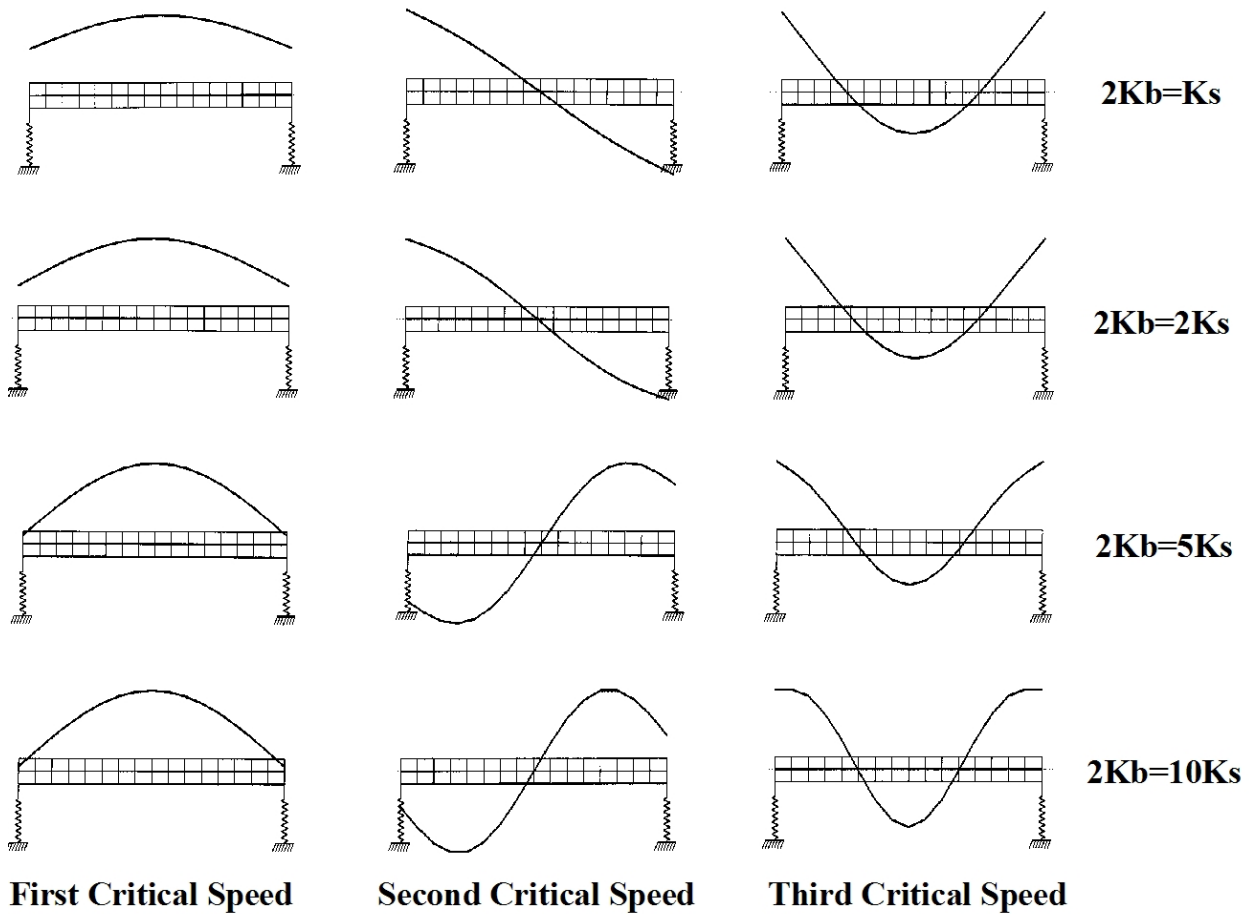 2Kb=Ks
2Kb=2Ks
2Kb=5Ks
2Kb=10Ks
First Critical Speed Second Critical Speed Third Critical Speed